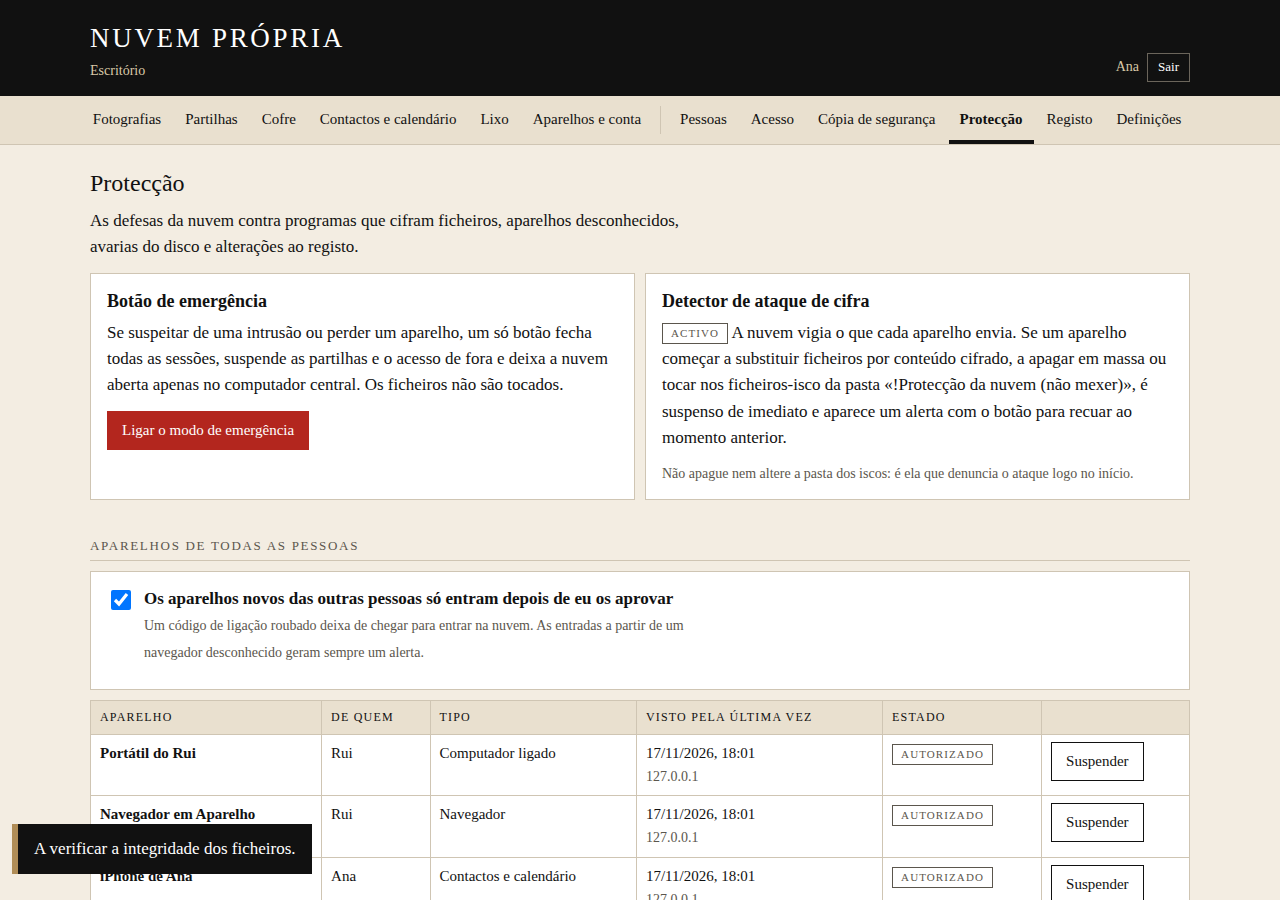 NUVEM PRÓPRIA
Escritório
Ana
Sair
Fotografias
Partilhas
Cofre
Contactos e calendário
Lixo
Aparelhos e conta
Pessoas
Acesso
Cópia de segurança
Protecção
Registo
Definições
Protecção
As defesas da nuvem contra programas que cifram ficheiros, aparelhos desconhecidos,
avarias do disco e alterações ao registo.
Botão de emergência
Se suspeitar de uma intrusão ou perder um aparelho, um só botão fecha
todas as sessões, suspende as partilhas e o acesso de fora e deixa a nuvem
aberta apenas no computador central. Os ficheiros não são tocados.
Ligar o modo de emergência
Detector de ataque de cifra
ACTIVO A nuvem vigia o que cada aparelho envia. Se um aparelho
começar a substituir ficheiros por conteúdo cifrado, a apagar em massa ou
tocar nos ficheiros-isco da pasta «!Protecção da nuvem (não mexer)», é
suspenso de imediato e aparece um alerta com o botão para recuar ao
momento anterior.
Não apague nem altere a pasta dos iscos: é ela que denuncia o ataque logo no início.
APARELHOS DE TODAS AS PESSOAS
Os aparelhos novos das outras pessoas só entram depois de eu os aprovar
Um código de ligação roubado deixa de chegar para entrar na nuvem. As entradas a partir de um
navegador desconhecido geram sempre um alerta.
APARELHO DE QUEM TIPO VISTO PELA ÚLTIMA VEZ ESTADO
Portátil do Rui Rui Computador ligado 17/11/2026, 18:01 AUTORIZADO Suspender
127.0.0.1
Navegador em Aparelho Rui Navegador 17/11/2026, 18:01 AUTORIZADO Suspender
127.0.0.1
A verificar a integridade dos ficheiros.
iPhone de Ana Ana Contactos e calendário 17/11/2026, 18:01 AUTORIZADO Suspender
127.0.0.1